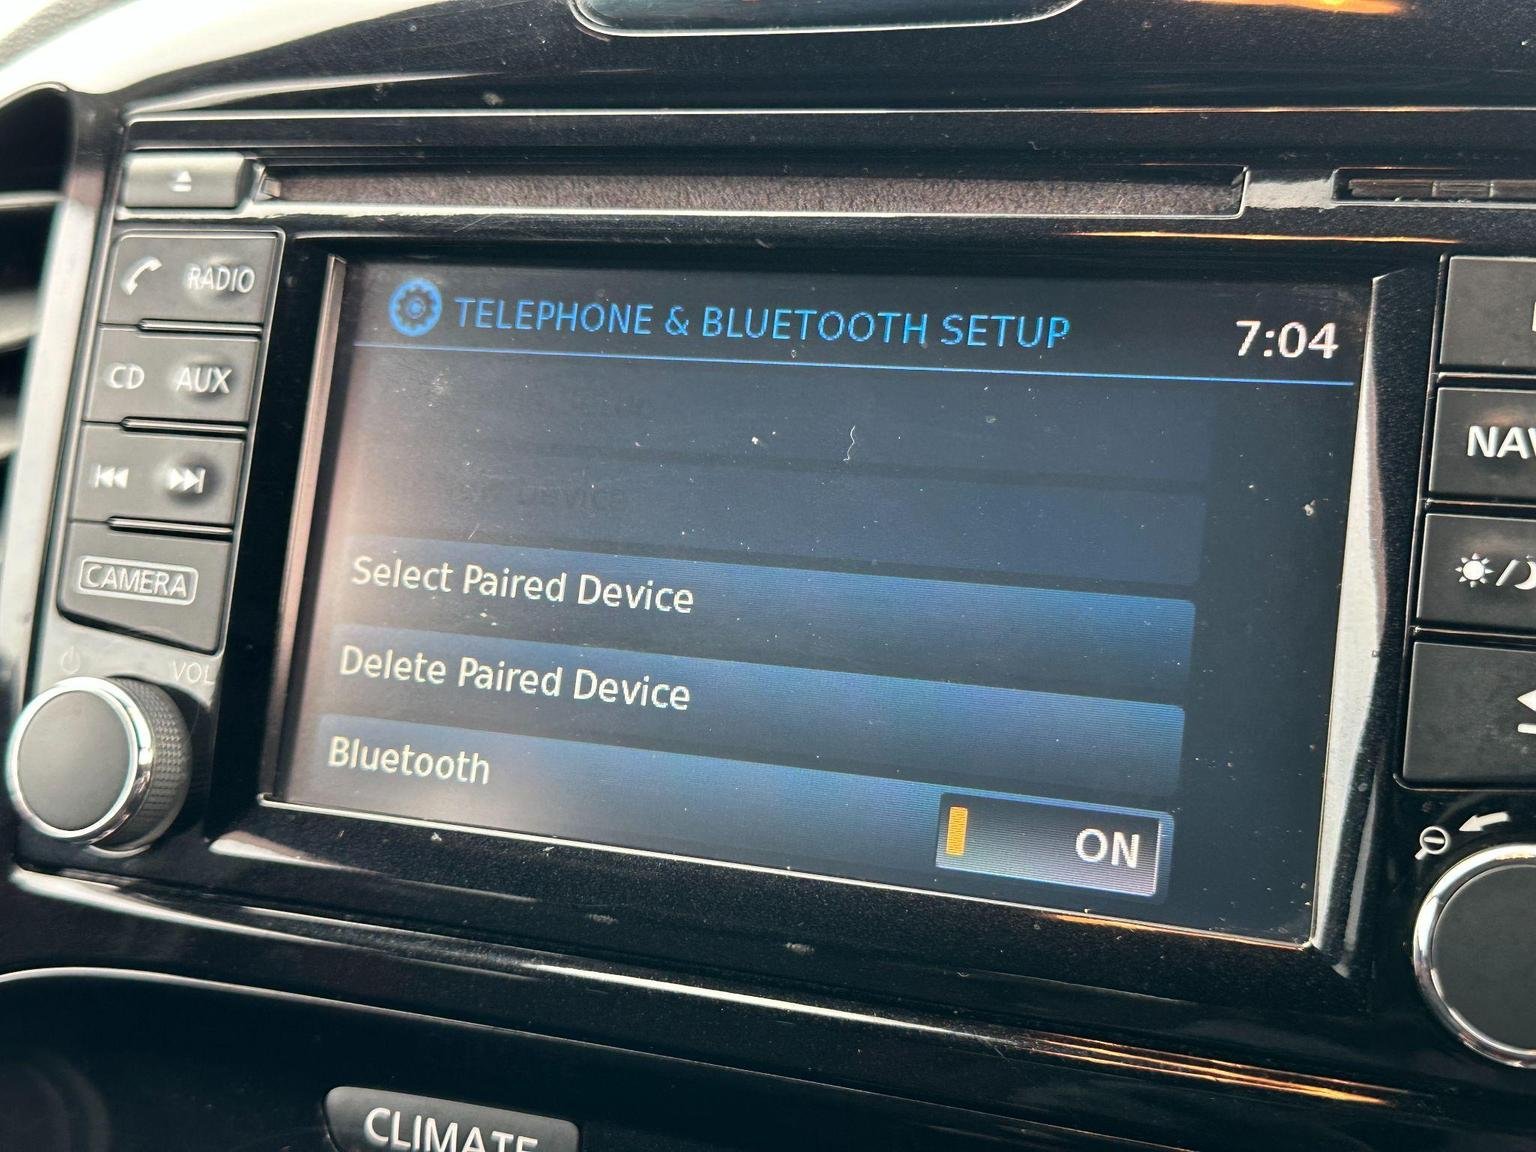 RADIO
CD AUX
CAMERA
VOL
TELEPHONE & BLUETOOTH SETUP
7:04
Device
Select Paired Device
Delete Paired Device
Bluetooth
ON
CLIMATE